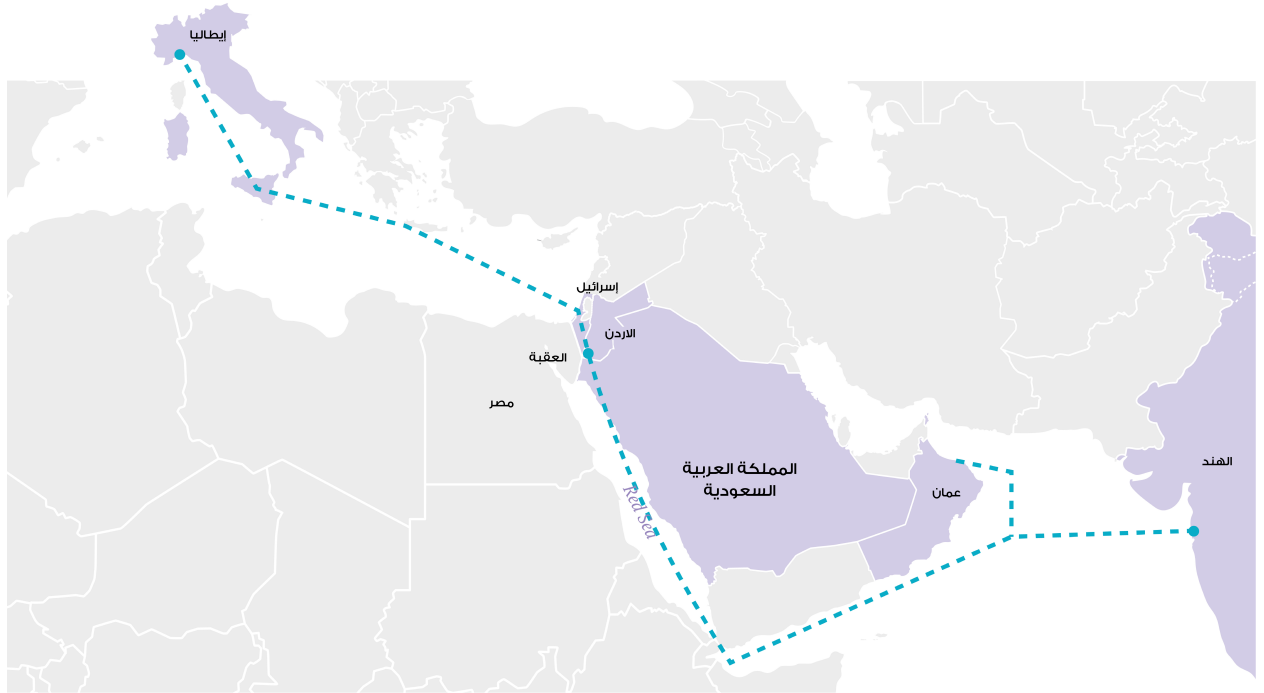 إيطاليا
إسرائيل
الاردن
العقبة
مصر
المملكة العربية
السعودية
الهند
عمان
Red Sea